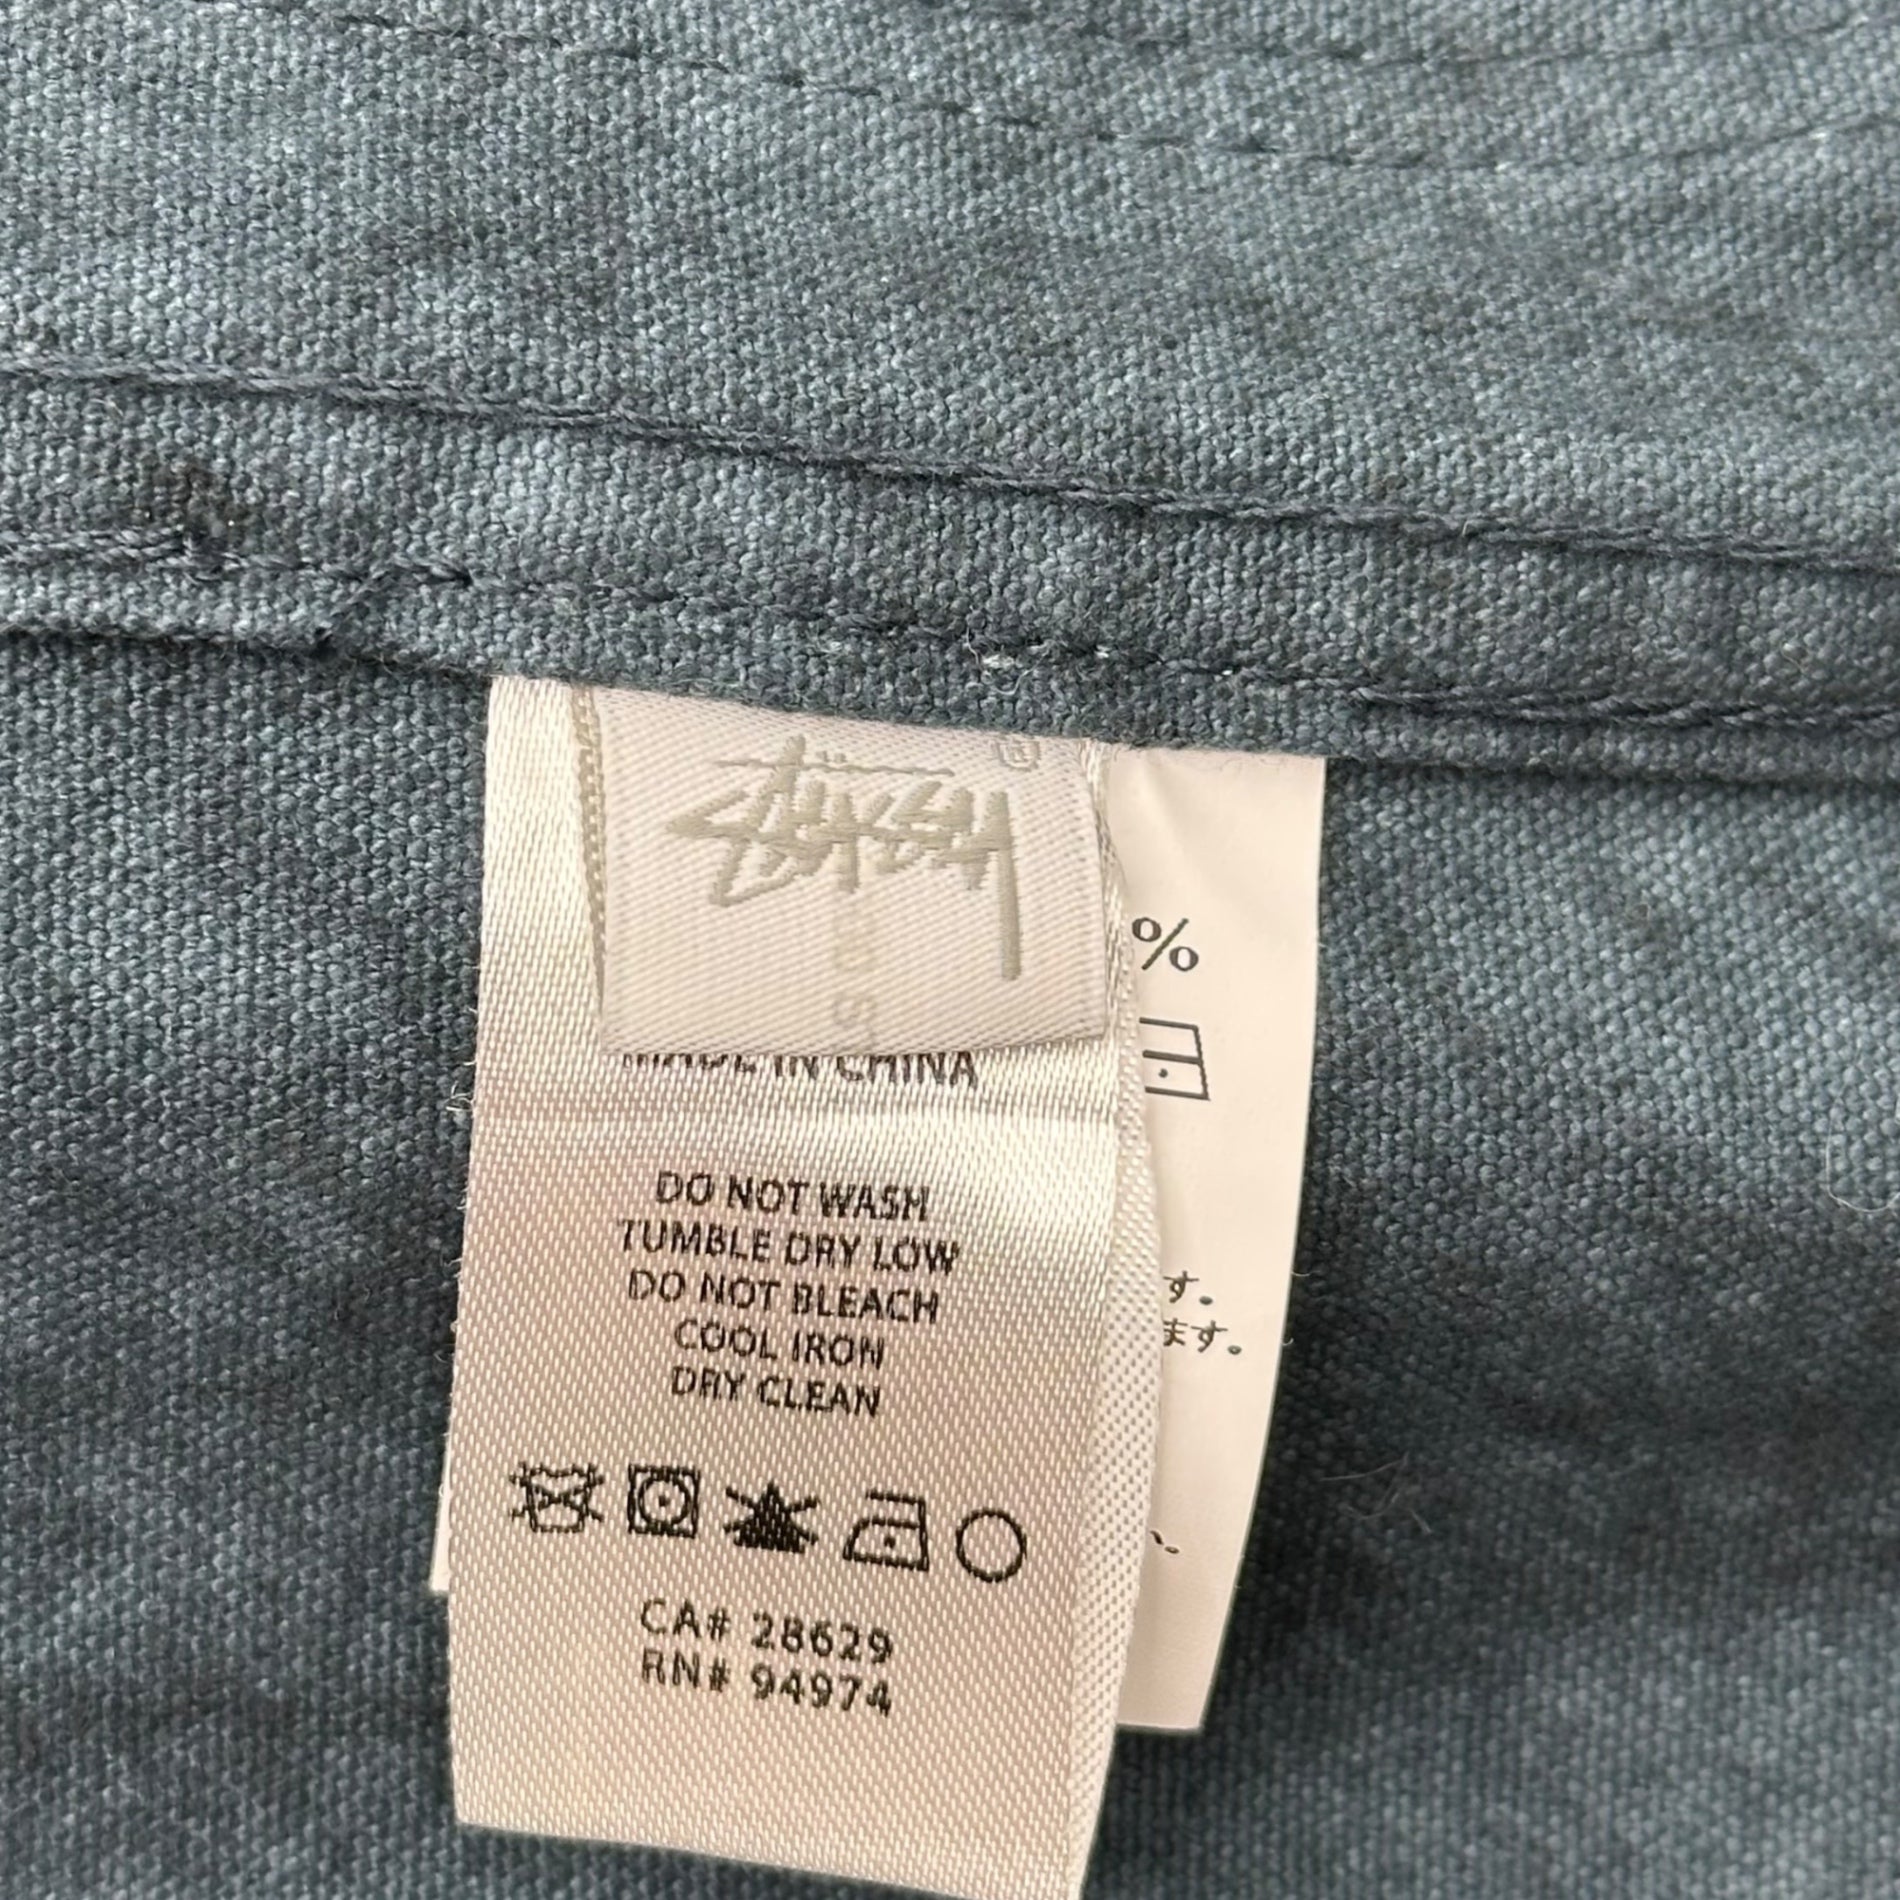 Stüssy
®
S
%
MADE IN CHINA
DO NOT WASH
TUMBLE DRY LOW
DO NOT BLEACH
COOL IRON
DRY CLEAN
す。
ます。
い。
CA# 28629
RN# 94974